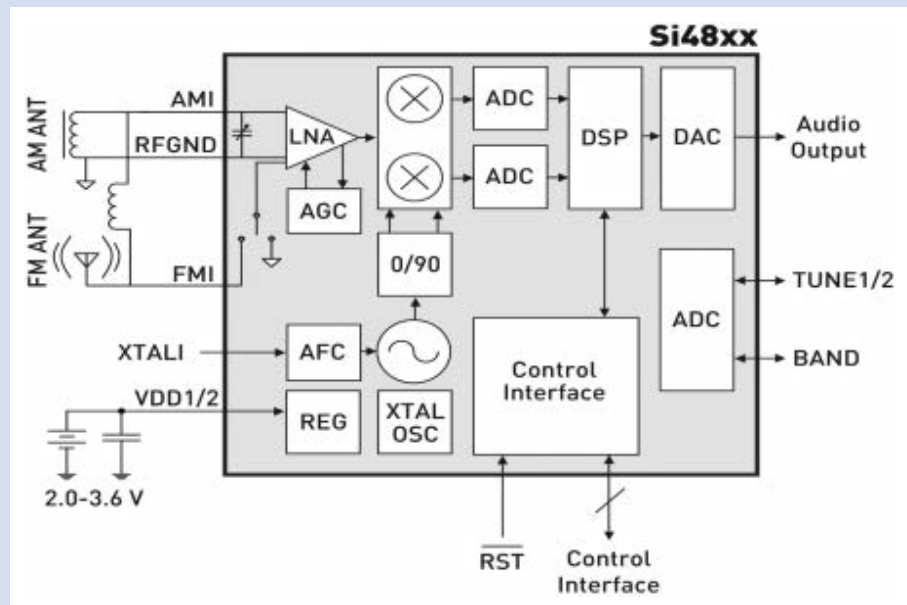 Si48xx
AM ANT
AMI
RFGND
LNA
AGC
ADC
ADC
DSP
DAC
Audio
Output
FM ANT
FMI
0/90
ADC
TUNE1/2
BAND
XTALI
AFC
VDD1/2
REG
XTAL
OSC
Control
Interface
2.0-3.6 V
RST
Control
Interface